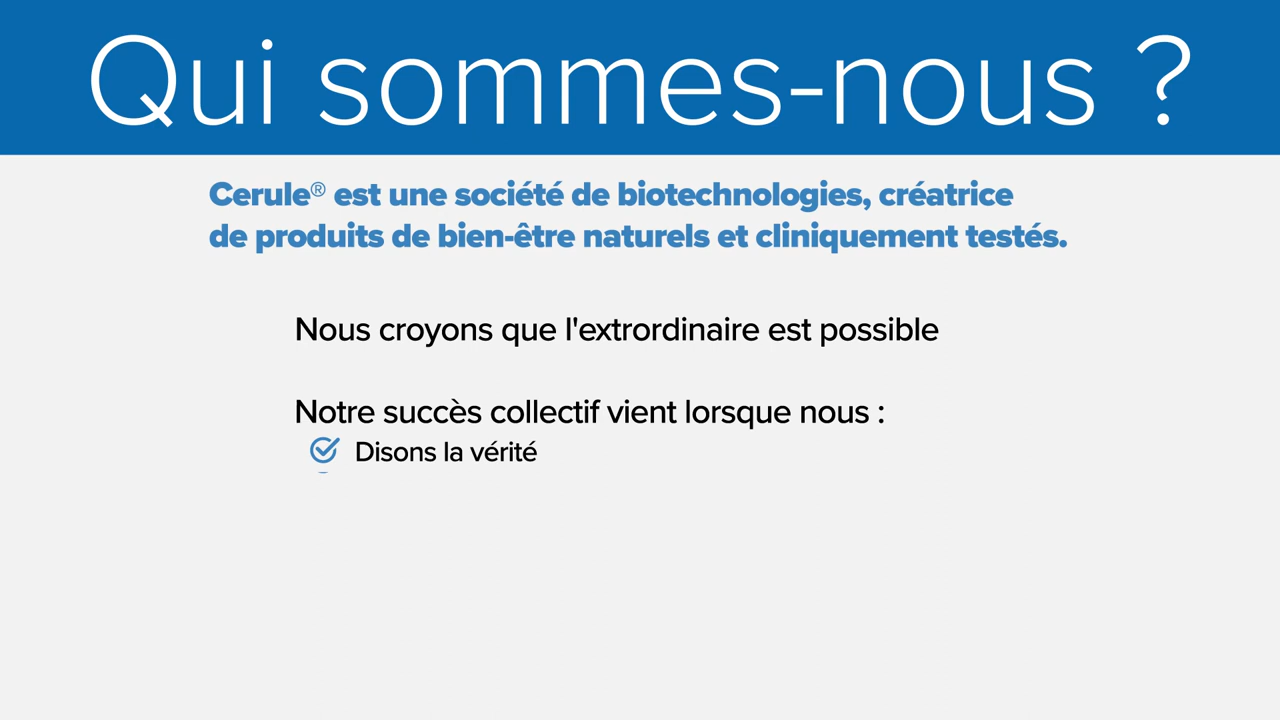 Qui sommes-nous ?
Cerule® est une société de biotechnologies, créatrice
de produits de bien-être naturels et cliniquement testés.
Nous croyons que l'extrordinaire est possible
Notre succès collectif vient lorsque nous :
Disons la vérité